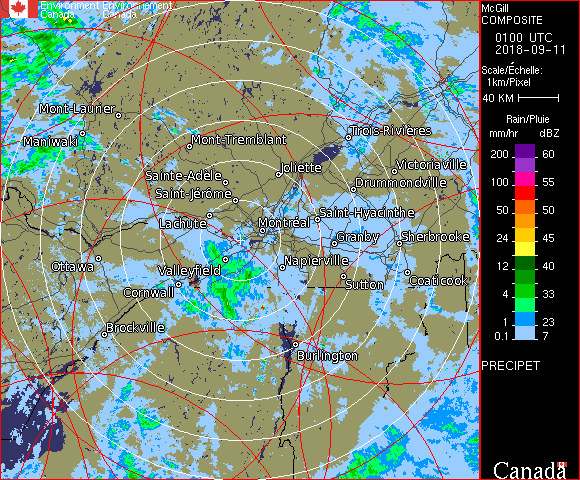 Environment Environnement
Canada Canada
McGill
COMPOSITE
0100 UTC
2018-09-11
Scale/Échelle:
1km/Pixel
40 KM
Rain/Pluie
mm/hr dBZ
200 60
100 55
50 50
24 45
12 40
4 33
1 23
0.1 7
PRECIPET
Canada
Mont-Laurier
Maniwaki
Mont-Tremblant
Trois-Rivières
Joliette
Victoriaville
Sainte-Adèle
Drummondville
Saint-Jérôme
Saint-Hyacinthe
Lachute
Montréal
Granby
Sherbrooke
Ottawa
Valleyfield
Napierville
Cornwall
Sutton
Coaticook
Brockville
Burlington